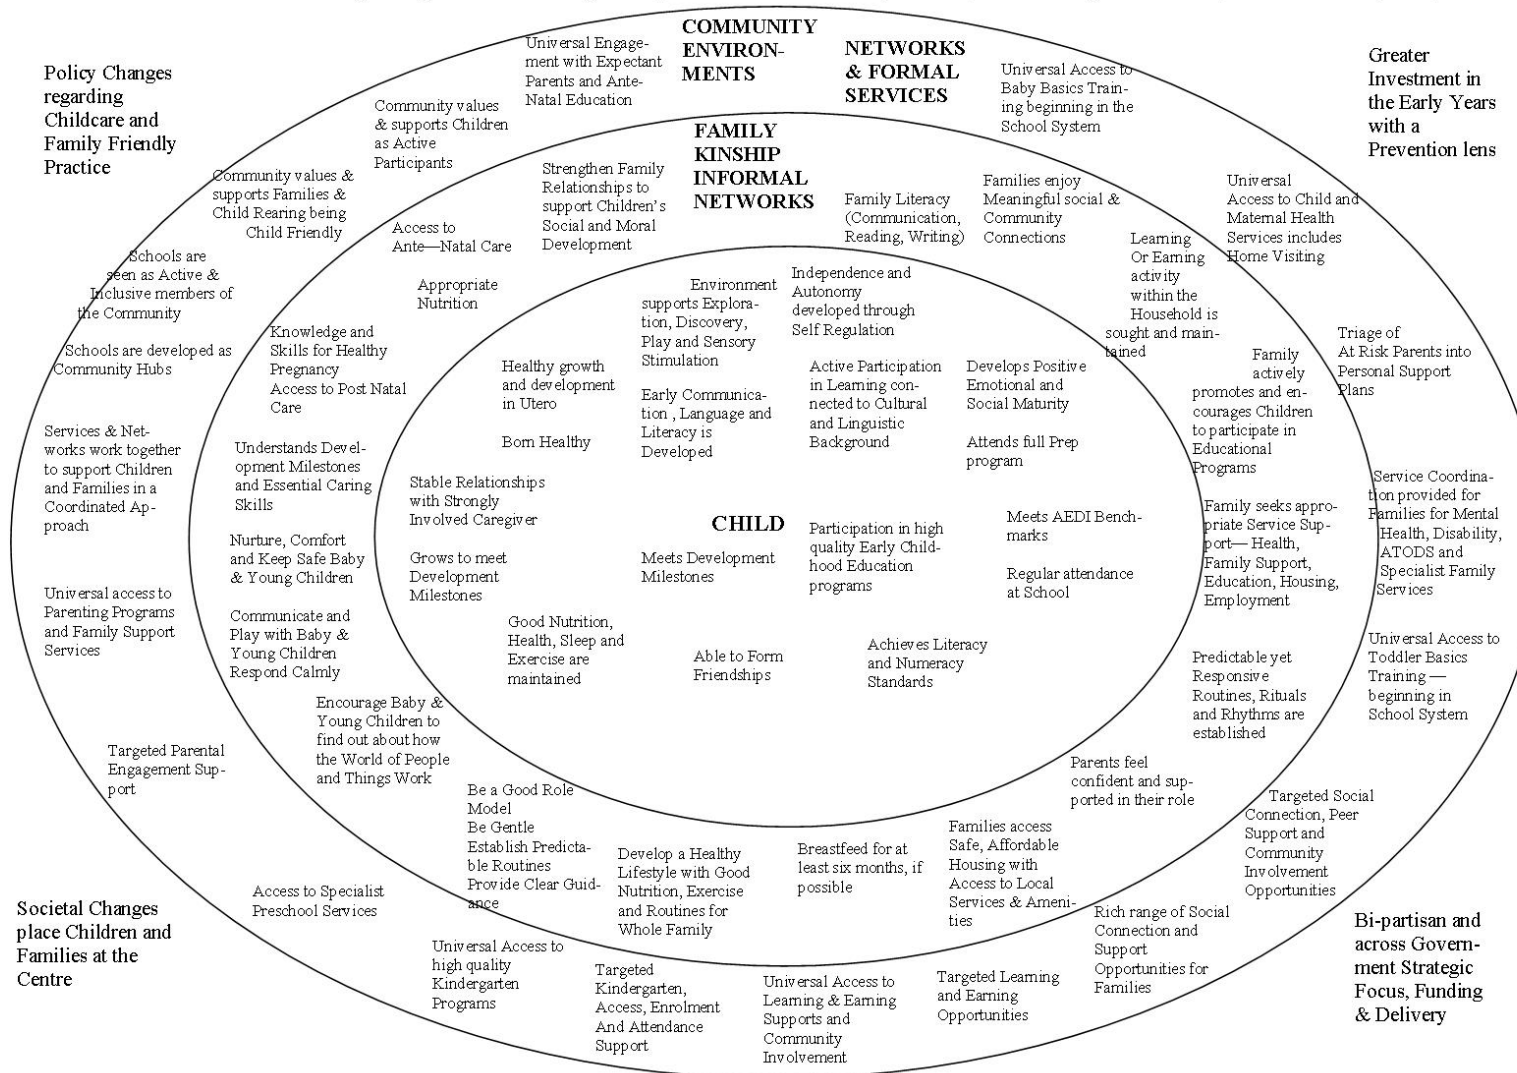 COMMUNITY
ENVIRON-
MENTS
NETWORKS
& FORMAL
SERVICES
Policy Changes
regarding
Childcare and
Family Friendly
Practice
Greater
Investment in
the Early Years
with a
Prevention lens
Universal Engage-
ment with Expectant
Parents and Ante-
Natal Education
Community values
& supports Children
as Active
Participants
Universal Access to
Baby Basics Train-
ing beginning in the
School System
Community values &
supports Families &
Child Rearing being
Child Friendly
Schools are
seen as Active &
Inclusive members of
the Community
Schools are developed as
Community Hubs
Services & Net-
works work together
to support Children
and Families in a
Coordinated Ap-
proach
Universal access to
Parenting Programs
and Family Support
Services
Targeted Parental
Engagement Sup-
port
Access to Specialist
Preschool Services
Universal Access to
high quality
Kindergarten
Programs
Targeted
Kindergarten,
Access, Enrolment
And Attendance
Support
Universal Access to
Learning & Earning
Supports and
Community
Involvement
Targeted Learning
and Earning
Opportunities
Rich range of Social
Connection and
Support
Opportunities for
Families
Targeted Social
Connection, Peer
Support and
Community
Involvement
Opportunities
Universal Access to
Toddler Basics
Training —
beginning in
School System
Service Coordina-
tion provided for
Families for Mental
Health, Disability,
ATODS and
Specialist Family
Services
Triage of
At Risk Parents into
Personal Support
Plans
Universal
Access to Child and
Maternal Health
Services includes
Home Visiting
FAMILY
KINSHIP
INFORMAL
NETWORKS
Strengthen Family
Relationships to
support Children's
Social and Moral
Development
Access to
Ante—Natal Care
Appropriate
Nutrition
Knowledge and
Skills for Healthy
Pregnancy
Access to Post Natal
Care
Understands Devel-
opment Milestones
and Essential Caring
Skills
Nurture, Comfort
and Keep Safe Baby
& Young Children
Communicate and
Play with Baby &
Young Children
Respond Calmly
Encourage Baby &
Young Children to
find out about how
the World of People
and Things Work
Be a Good Role
Model
Be Gentle
Establish Predicta-
ble Routines
Provide Clear Guid-
ance
Develop a Healthy
Lifestyle with Good
Nutrition, Exercise
and Routines for
Whole Family
Breastfeed for at
least six months, if
possible
Families access
Safe, Affordable
Housing with
Access to Local
Services & Ameni-
ties
Parents feel
confident and sup-
ported in their role
Predictable yet
Responsive
Routines, Rituals
and Rhythms are
established
Family seeks appro-
priate Service Sup-
port— Health,
Family Support,
Education, Housing,
Employment
Family
actively
promotes and en-
courages Children
to participate in
Educational
Programs
Learning
Or Earning
activity
within the
Household is
sought and main-
tained
Families enjoy
Meaningful social &
Community
Connections
Family Literacy
(Communication,
Reading, Writing)
Environment
supports Explora-
tion, Discovery,
Play and Sensory
Stimulation
Independence and
Autonomy
developed through
Self Regulation
Healthy growth
and development
in Utero
Born Healthy
Early Communica-
tion , Language and
Literacy is
Developed
Active Participation
in Learning con-
nected to Cultural
and Linguistic
Background
Develops Positive
Emotional and
Social Maturity
Attends full Prep
program
Stable Relationships
with Strongly
Involved Caregiver
Grows to meet
Development
Milestones
CHILD
Meets Development
Milestones
Participation in high
quality Early Child-
hood Education
programs
Meets AEDI Bench-
marks
Regular attendance
at School
Good Nutrition,
Health, Sleep and
Exercise are
maintained
Able to Form
Friendships
Achieves Literacy
and Numeracy
Standards
Societal Changes
place Children and
Families at the
Centre
Bi-partisan and
across Govern-
ment Strategic
Focus, Funding
& Delivery